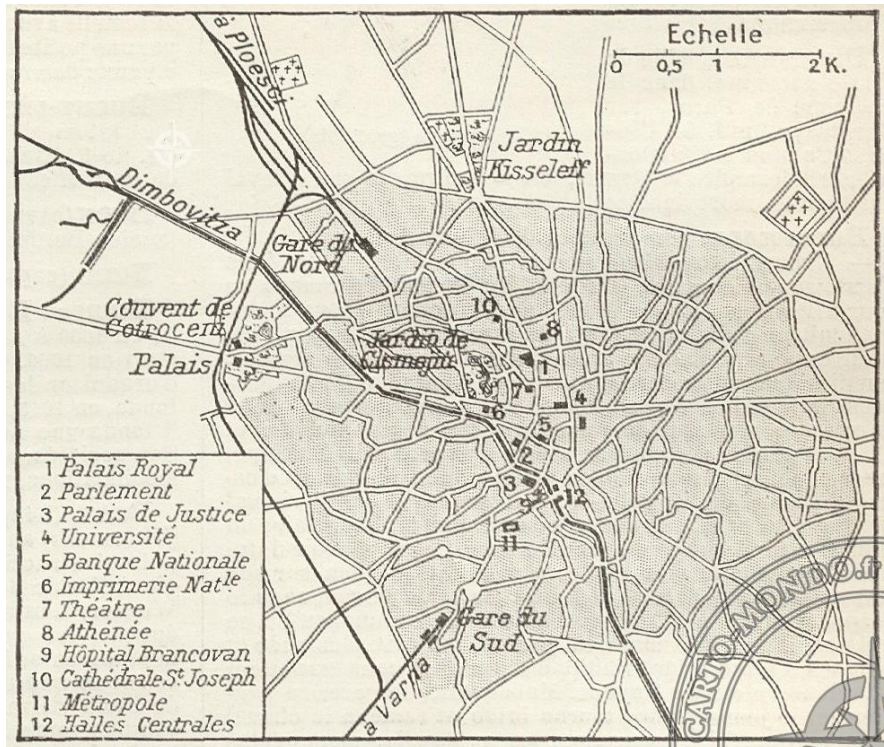 Echelle
0 0,5 1 2 K.
à Ploesci
Jardin
Kisseleff
Dimbovitza
Gare du
Nord
Couvent de
Cotroceni
Palais
Jardin de
10
8
1
7
4
6
5
2
3
12
9
11
Gare du
Sud
à Varna
1 Palais Royal
2 Parlement
3 Palais de Justice
4 Université
5 Banque Nationale
6 Imprimerie Natle.
7 Théâtre
8 Athénée
9 Hôpital Brancovan
10 Cathédrale St Joseph
11 Métropole
12 Halles Centrales
CARTO-MONDO.fr